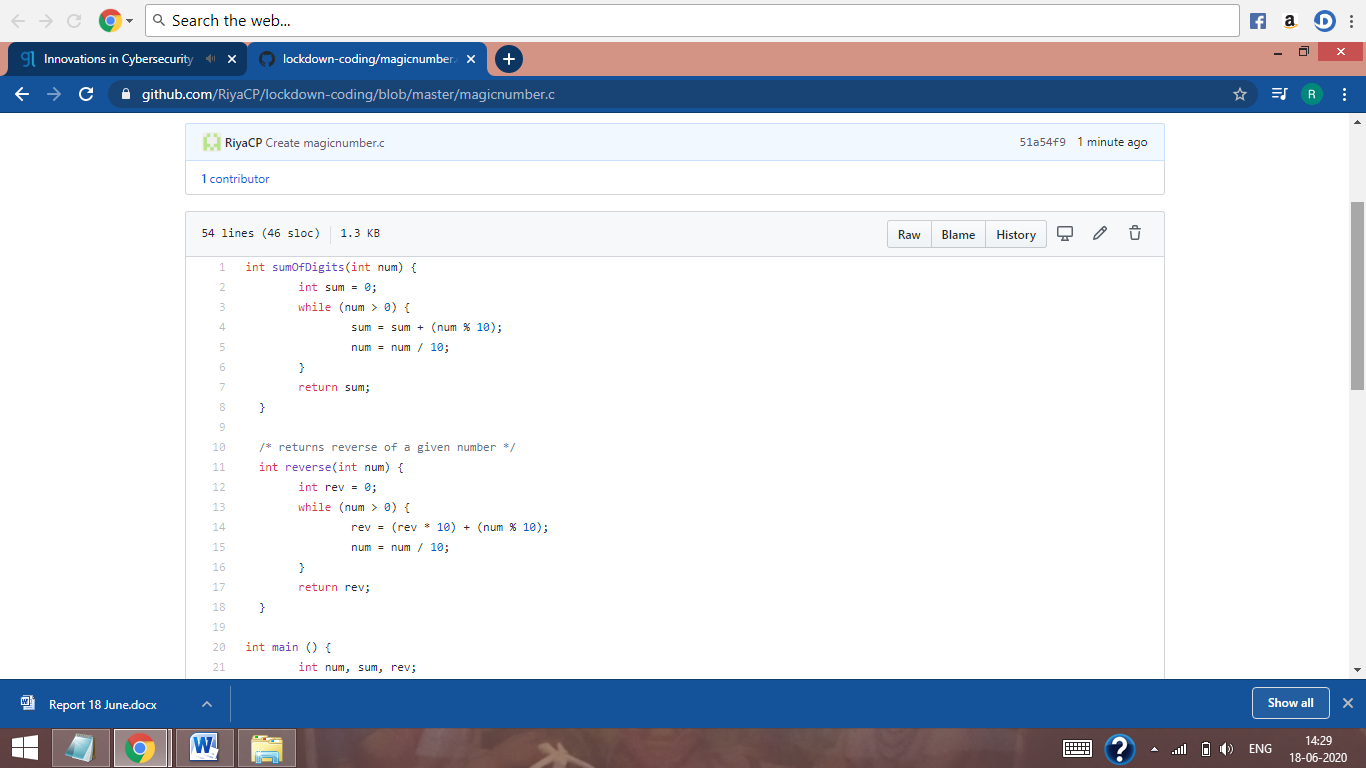 Search the web...
Innovations in Cybersecurity
lockdown-coding/magicnumber.
github.com/RiyaCP/lockdown-coding/blob/master/magicnumber.c
R
RiyaCP Create magicnumber.c
51a54f9 1 minute ago
1 contributor
54 lines (46 sloc) 1.3 KB
Raw Blame History
1 int sumOfDigits(int num) {
2 int sum = 0;
3 while (num > 0) {
4 sum = sum + (num % 10);
5 num = num / 10;
6 }
7 return sum;
8 }
9
10 /* returns reverse of a given number */
11 int reverse(int num) {
12 int rev = 0;
13 while (num > 0) {
14 rev = (rev * 10) + (num % 10);
15 num = num / 10;
16 }
17 return rev;
18 }
19
20 int main () {
21 int num, sum, rev;
Report 18 June.docx
Show all
ENG
14:29
18-06-2020